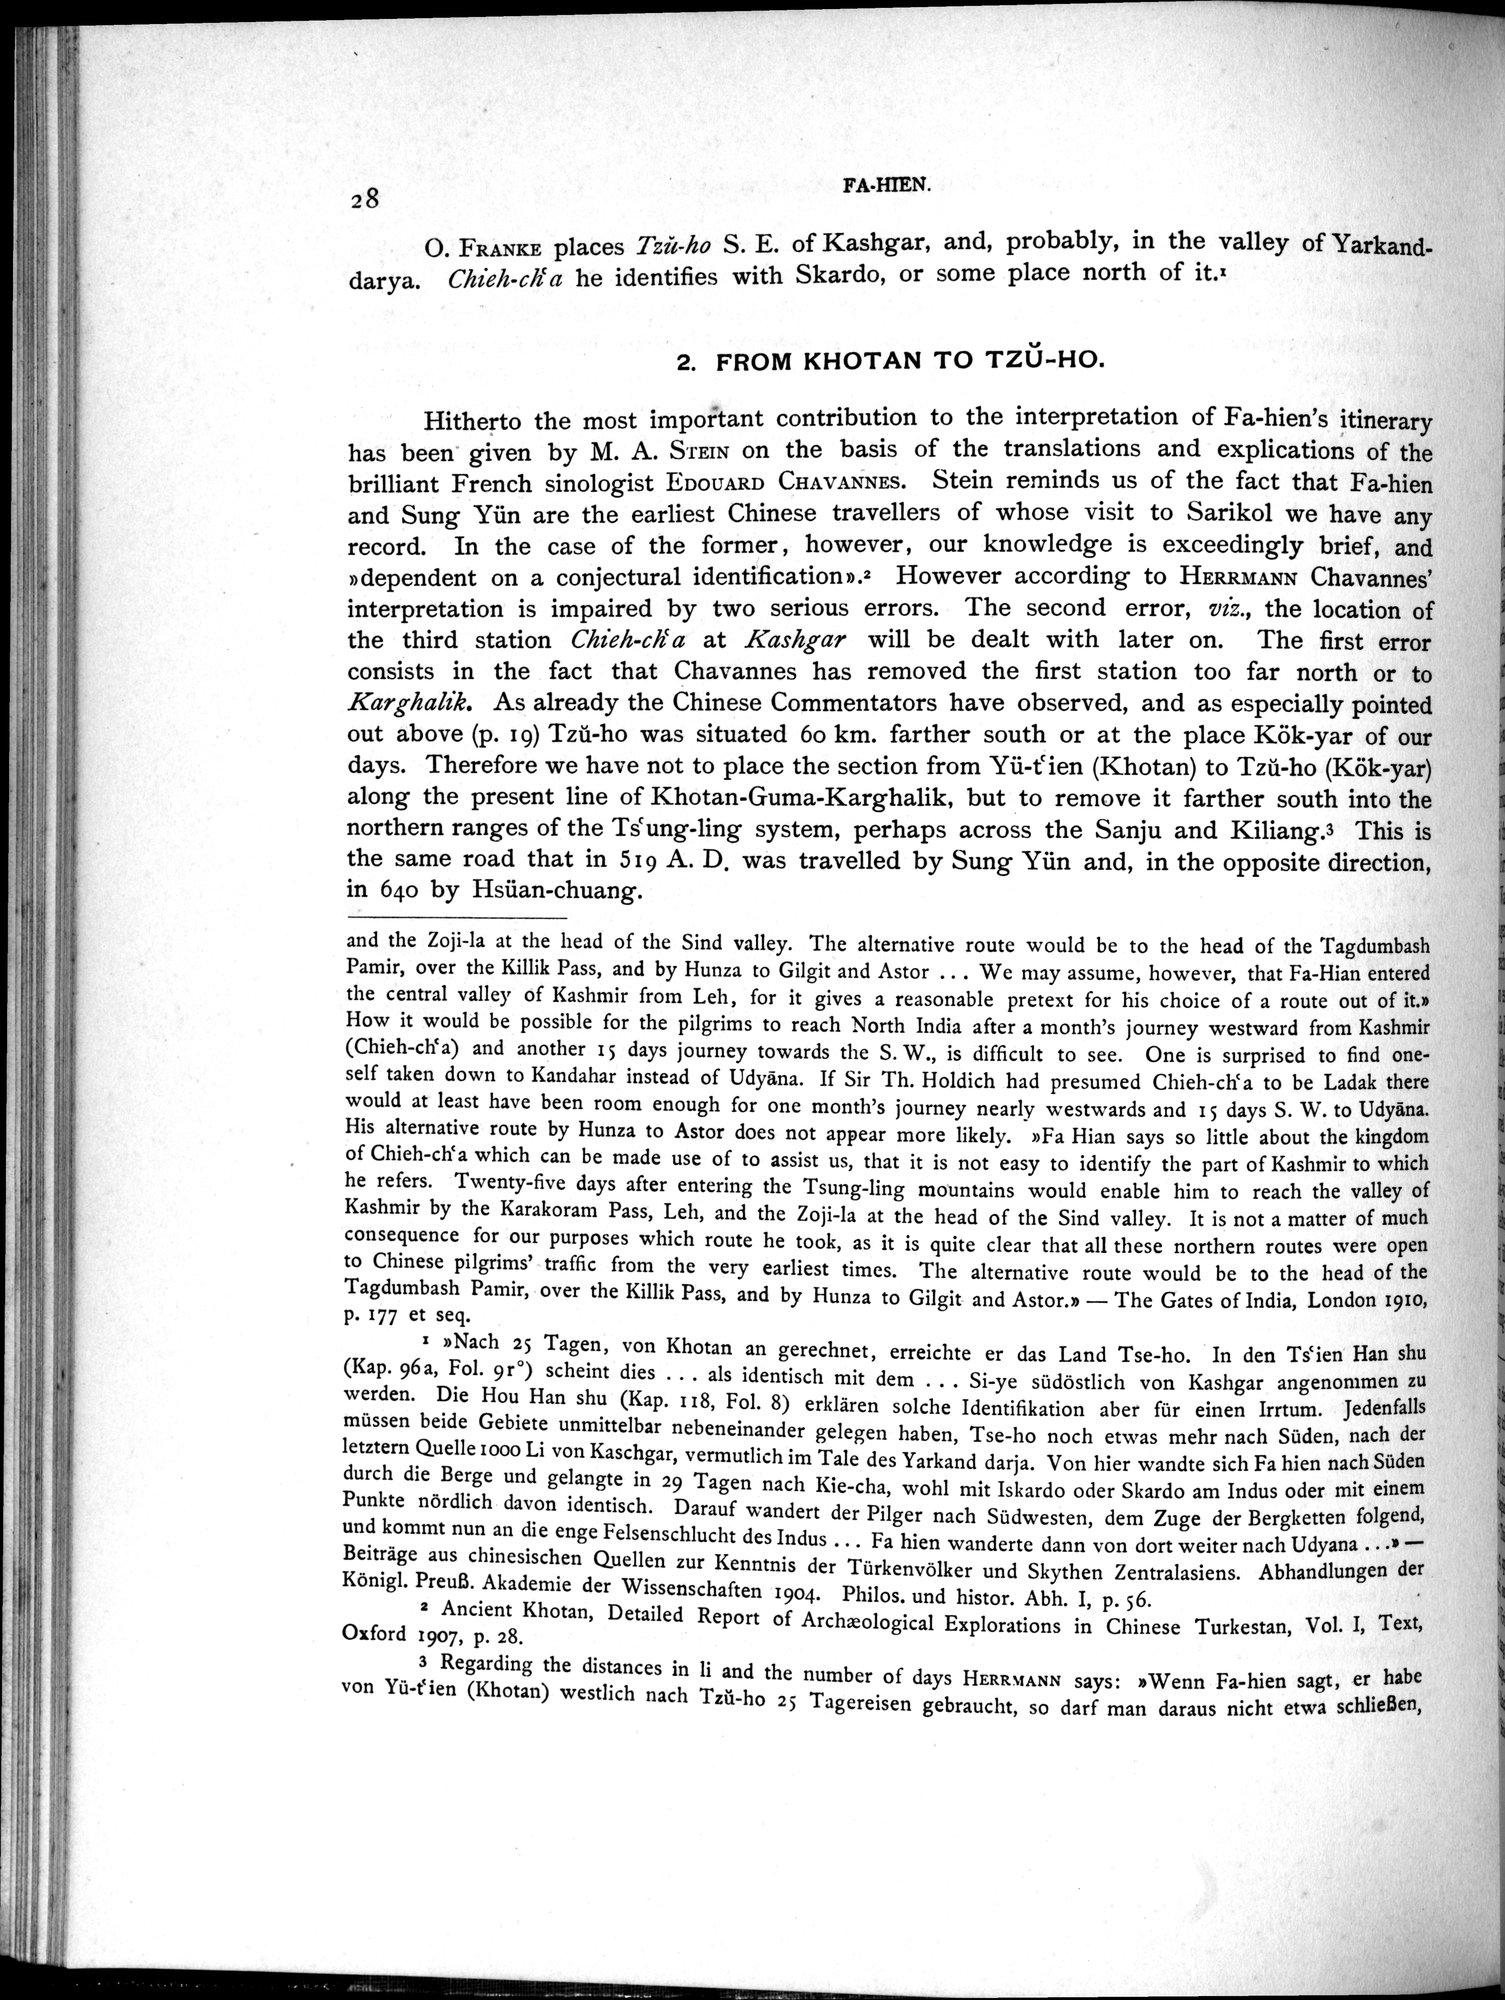 28
FA-HIEN.
O. FRANKE places Tzŭ-ho S. E. of Kashgar, and, probably, in the valley of Yarkand-
darya. Chieh-chʻa he identifies with Skardo, or some place north of it.¹
2. FROM KHOTAN TO TZŬ-HO.
Hitherto the most important contribution to the interpretation of Fa-hien's itinerary
has been given by M. A. STEIN on the basis of the translations and explications of the
brilliant French sinologist EDOUARD CHAVANNES. Stein reminds us of the fact that Fa-hien
and Sung Yün are the earliest Chinese travellers of whose visit to Sarikol we have any
record. In the case of the former, however, our knowledge is exceedingly brief, and
»dependent on a conjectural identification».² However according to HERRMANN Chavannes'
interpretation is impaired by two serious errors. The second error, viz., the location of
the third station Chieh-chʻa at Kashgar will be dealt with later on. The first error
consists in the fact that Chavannes has removed the first station too far north or to
Karghalik. As already the Chinese Commentators have observed, and as especially pointed
out above (p. 19) Tzŭ-ho was situated 60 km. farther south or at the place Kök-yar of our
days. Therefore we have not to place the section from Yü-tʻien (Khotan) to Tzŭ-ho (Kök-yar)
along the present line of Khotan-Guma-Karghalik, but to remove it farther south into the
northern ranges of the Tsʻung-ling system, perhaps across the Sanju and Kiliang.³ This is
the same road that in 519 A. D. was travelled by Sung Yün and, in the opposite direction,
in 640 by Hsüan-chuang.
and the Zoji-la at the head of the Sind valley. The alternative route would be to the head of the Tagdumbash
Pamir, over the Killik Pass, and by Hunza to Gilgit and Astor ... We may assume, however, that Fa-Hian entered
the central valley of Kashmir from Leh, for it gives a reasonable pretext for his choice of a route out of it.»
How it would be possible for the pilgrims to reach North India after a month's journey westward from Kashmir
(Chieh-chʻa) and another 15 days journey towards the S. W., is difficult to see. One is surprised to find one-
self taken down to Kandahar instead of Udyāna. If Sir Th. Holdich had presumed Chieh-chʻa to be Ladak there
would at least have been room enough for one month's journey nearly westwards and 15 days S. W. to Udyāna.
His alternative route by Hunza to Astor does not appear more likely. »Fa Hian says so little about the kingdom
of Chieh-chʻa which can be made use of to assist us, that it is not easy to identify the part of Kashmir to which
he refers. Twenty-five days after entering the Tsung-ling mountains would enable him to reach the valley of
Kashmir by the Karakoram Pass, Leh, and the Zoji-la at the head of the Sind valley. It is not a matter of much
consequence for our purposes which route he took, as it is quite clear that all these northern routes were open
to Chinese pilgrims' traffic from the very earliest times. The alternative route would be to the head of the
Tagdumbash Pamir, over the Killik Pass, and by Hunza to Gilgit and Astor.» — The Gates of India, London 1910,
p. 177 et seq.
¹ »Nach 25 Tagen, von Khotan an gerechnet, erreichte er das Land Tse-ho. In den Tsʻien Han shu
(Kap. 96a, Fol. 9r°) scheint dies ... als identisch mit dem ... Si-ye südöstlich von Kashgar angenommen zu
werden. Die Hou Han shu (Kap. 118, Fol. 8) erklären solche Identifikation aber für einen Irrtum. Jedenfalls
müssen beide Gebiete unmittelbar nebeneinander gelegen haben, Tse-ho noch etwas mehr nach Süden, nach der
letztern Quelle 1000 Li von Kaschgar, vermutlich im Tale des Yarkand darja. Von hier wandte sich Fa hien nach Süden
durch die Berge und gelangte in 29 Tagen nach Kie-cha, wohl mit Iskardo oder Skardo am Indus oder mit einem
Punkte nördlich davon identisch. Darauf wandert der Pilger nach Südwesten, dem Zuge der Bergketten folgend,
und kommt nun an die enge Felsenschlucht des Indus ... Fa hien wanderte dann von dort weiter nach Udyana ...» —
Beiträge aus chinesischen Quellen zur Kenntnis der Türkenvölker und Skythen Zentralasiens. Abhandlungen der
Königl. Preuß. Akademie der Wissenschaften 1904. Philos. und histor. Abh. I, p. 56.
² Ancient Khotan, Detailed Report of Archæological Explorations in Chinese Turkestan, Vol. I, Text,
Oxford 1907, p. 28.
³ Regarding the distances in li and the number of days HERRMANN says: »Wenn Fa-hien sagt, er habe
von Yü-tʻien (Khotan) westlich nach Tzŭ-ho 25 Tagereisen gebraucht, so darf man daraus nicht etwa schließen,